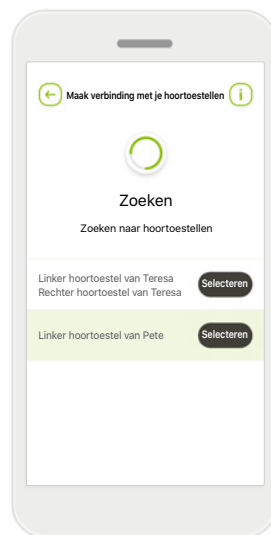 Maak verbinding met je hoortoestellen
Zoeken
Zoeken naar hoortoestellen
Linker hoortoestel van Teresa
Rechter hoortoestel van Teresa
Selecteren
Linker hoortoestel van Pete
Selecteren